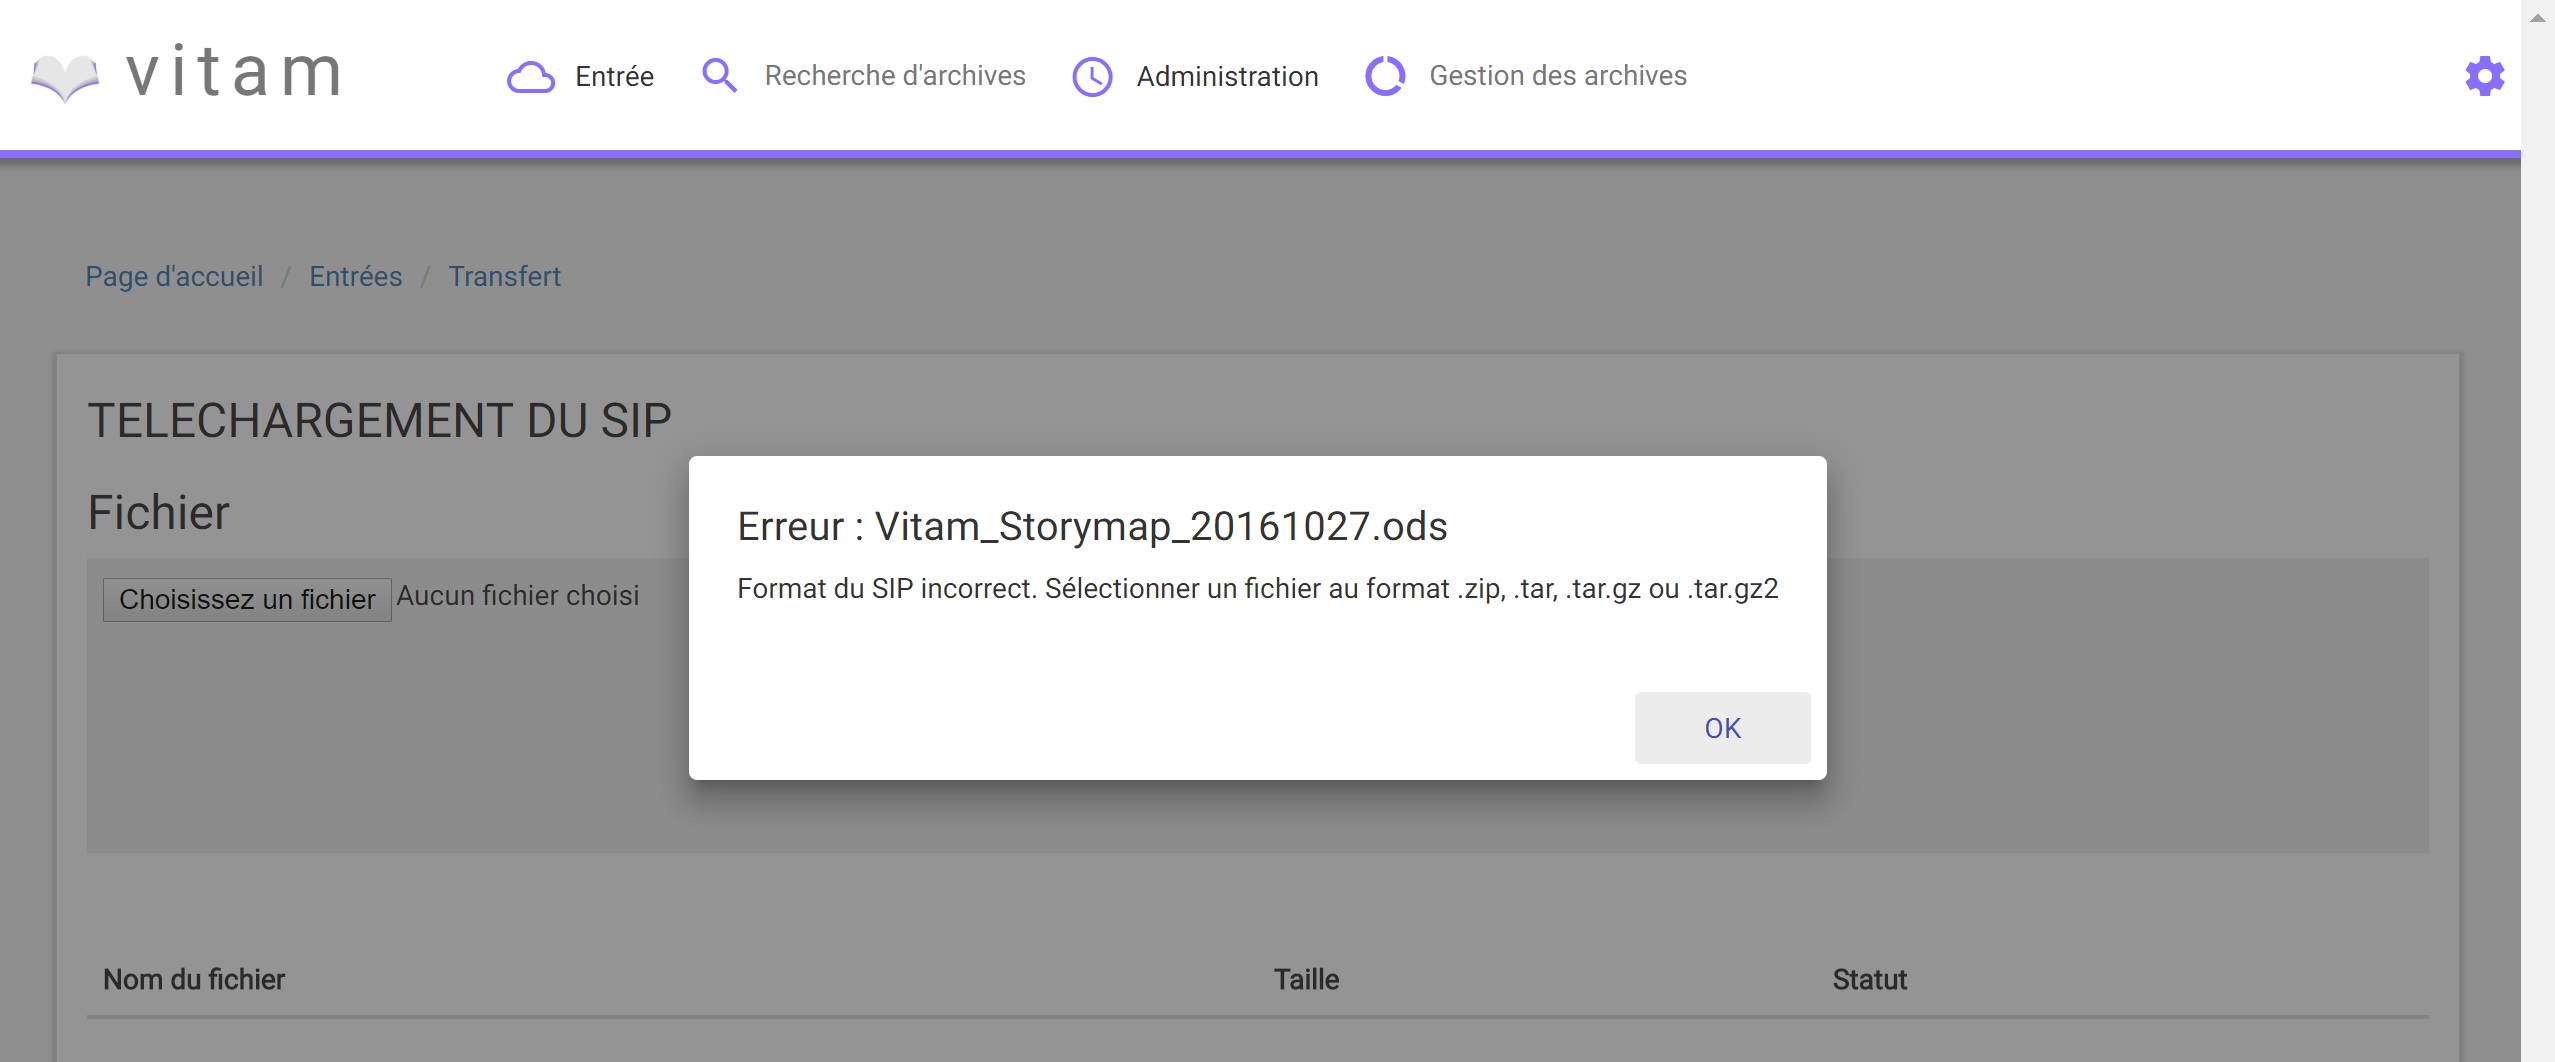 vitam
Entrée
Recherche d'archives
Administration
Gestion des archives
Page d'accueil / Entrées / Transfert
TELECHARGEMENT DU SIP
Fichier
Choisissez un fichier Aucun fichier choisi
Erreur : Vitam_Storymap_20161027.ods
Format du SIP incorrect. Sélectionner un fichier au format .zip, .tar, .tar.gz ou .tar.gz2
OK
Nom du fichier Taille Statut